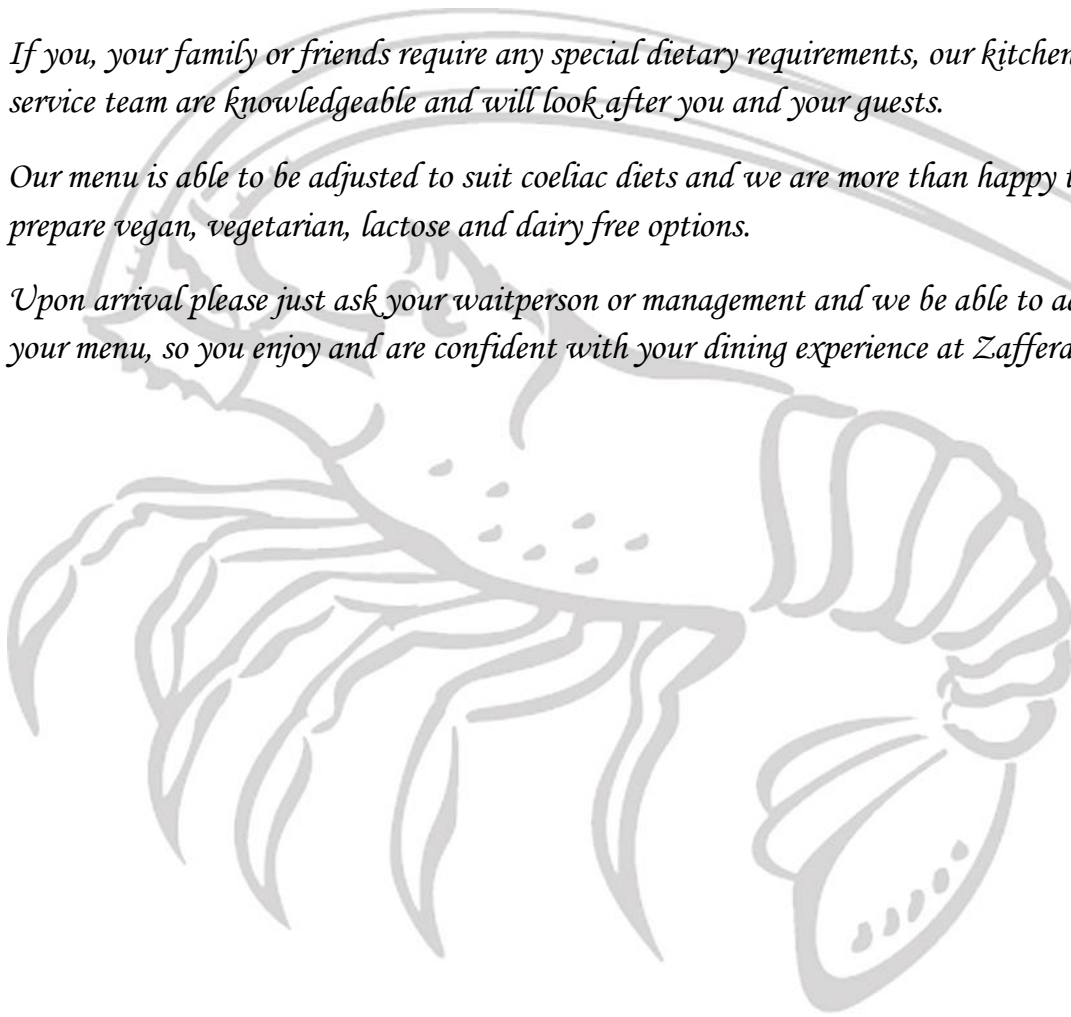 If you, your family or friends require any special dietary requirements, our kitchen
service team are knowledgeable and will look after you and your guests.
Our menu is able to be adjusted to suit coeliac diets and we are more than happy t
prepare vegan, vegetarian, lactose and dairy free options.
Upon arrival please just ask your waitperson or management and we be able to a
your menu, so you enjoy and are confident with your dining experience at Zaffera